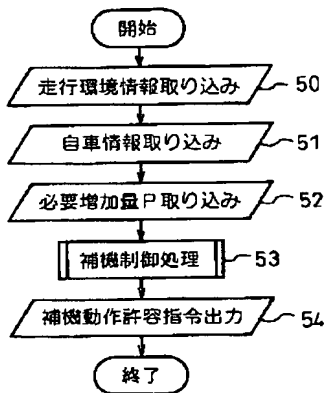 開始
走行環境情報取り込み 50
自車情報取り込み 51
必要増加量P取り込み 52
補機制御処理 53
補機動作許容指令出力 54
終了